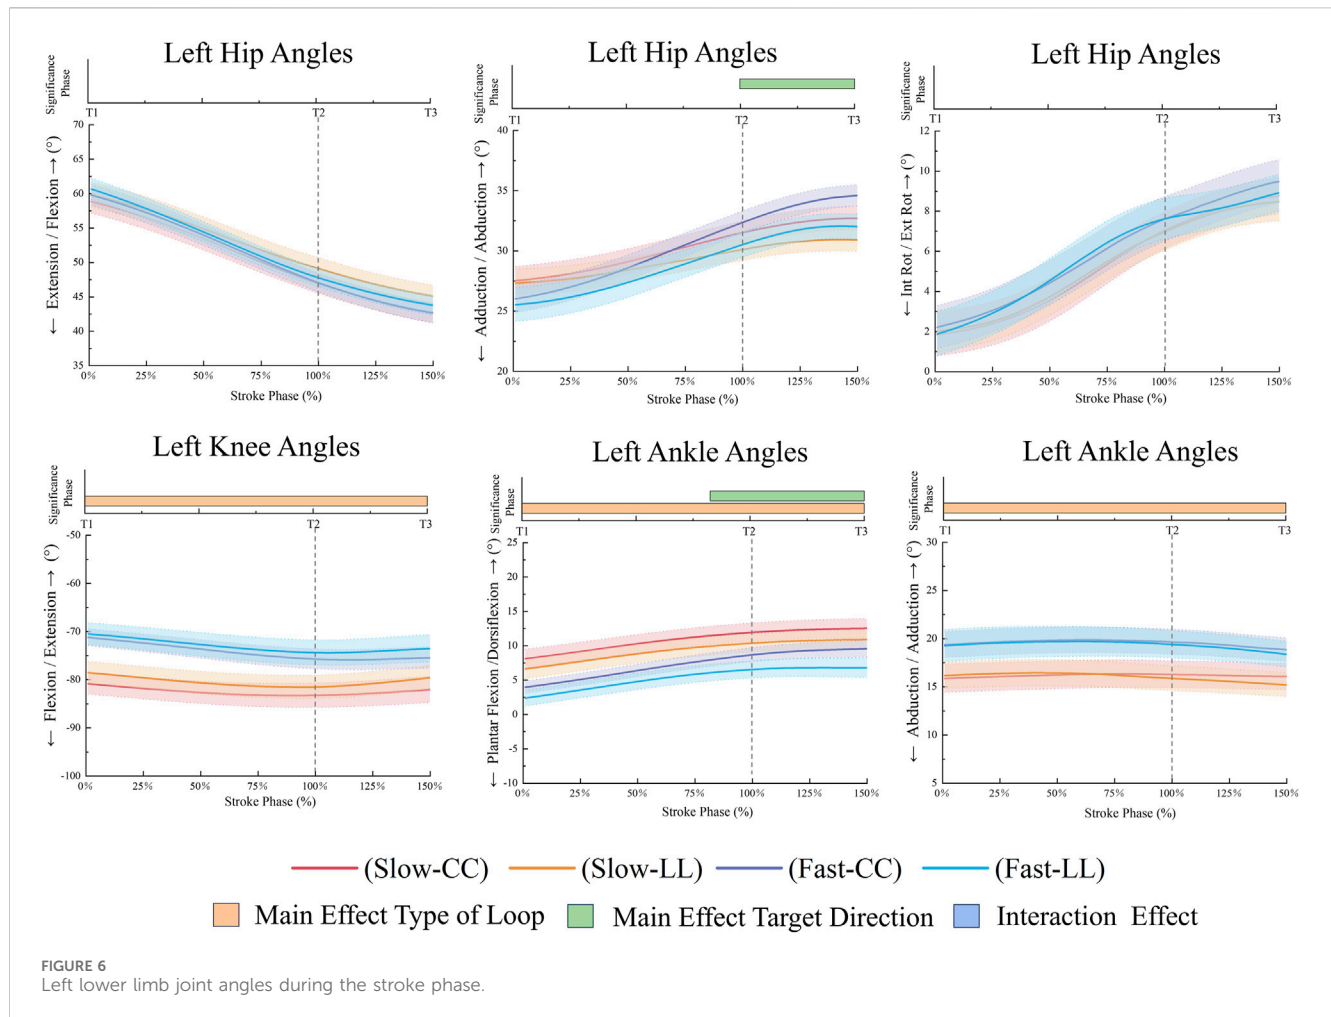 Left Hip Angles
Significance
Phase
T1
T2
T3
← Extension / Flexion → (°)
70
65
60
55
50
45
40
35
0%
25%
50%
75%
100%
125%
150%
Stroke Phase (%)
Left Hip Angles
Significance
Phase
T1
T2
T3
← Adduction / Abduction → (°)
40
35
30
25
20
0%
25%
50%
75%
100%
125%
150%
Stroke Phase (%)
Left Hip Angles
Significance
Phase
T1
T2
T3
← Int Rot / Ext Rot → (°)
12
10
8
6
4
2
0
0%
25%
50%
75%
100%
125%
150%
Stroke Phase (%)
Left Knee Angles
Significance
Phase
T1
T2
T3
← Flexion / Extension → (°)
-50
-60
-70
-80
-90
-100
0%
25%
50%
75%
100%
125%
150%
Stroke Phase (%)
Left Ankle Angles
Significance
Phase
T1
T2
T3
← Plantar Flexion /Dorsiflexion → (°)
25
20
15
10
5
0
-5
-10
0%
25%
50%
75%
100%
125%
150%
Stroke Phase (%)
Left Ankle Angles
Significance
Phase
T1
T2
T3
← Abduction / Adduction → (°)
30
25
20
15
10
5
0%
25%
50%
75%
100%
125%
150%
Stroke Phase (%)
(Slow-CC) (Slow-LL) (Fast-CC) (Fast-LL)
Main Effect Type of Loop Main Effect Target Direction Interaction Effect
FIGURE 6
Left lower limb joint angles during the stroke phase.